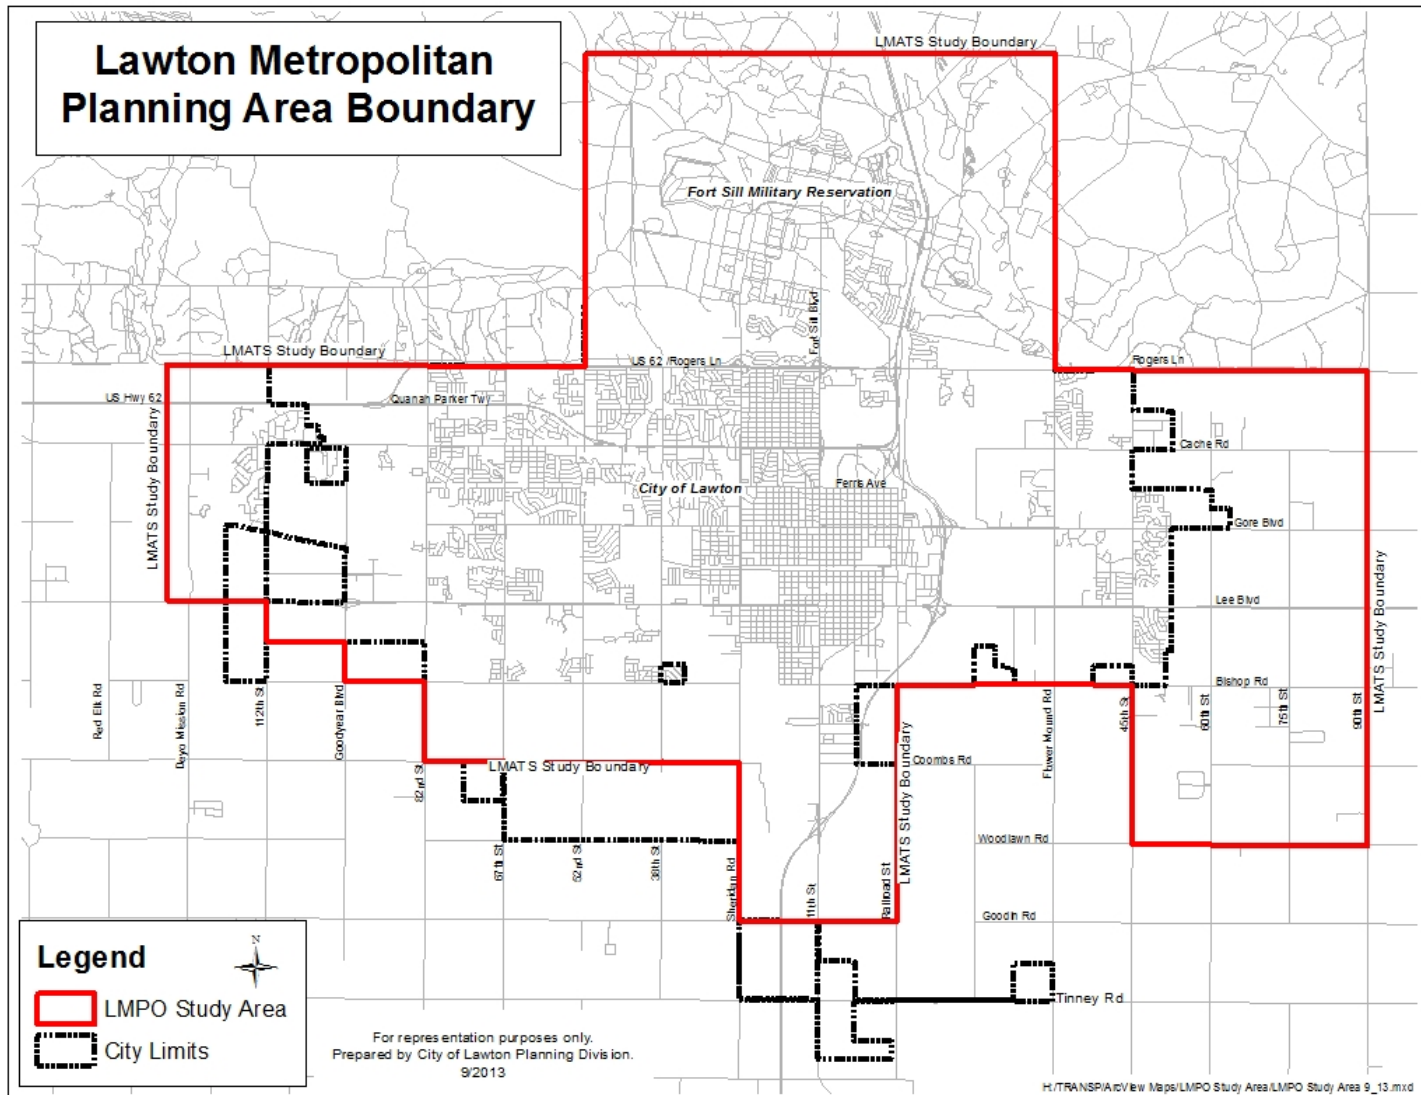 Lawton Metropolitan
Planning Area Boundary
LMATS Study Boundary
Fort Sill Military Reservation
Fort Sill Blvd
LMATS Study Boundary
US 62 /Rogers Ln
Rogers Ln
US Hwy 62
Quanah Parker Twy
LMATS Study Boundary
Cache Rd
City of Lawton
Ferris Ave
Gore Blvd
LMATS Study Boundary
Lee Blvd
Bishop Rd
Red Elk Rd
Deyo Mission Rd
112th St
Goodyear Blvd
82nd St
Flower Mound Rd
45th St
60th St
75th St
90th St
LMATS Study Boundary
LMATS Study Boundary
Coombs Rd
67th St
52nd St
38th St
Sheridan Rd
11th St
Railroad St
Woodlawn Rd
Goodin Rd
Tinney Rd
Legend
N
LMPO Study Area
City Limits
For representation purposes only.
Prepared by City of Lawton Planning Division.
9/2013
H:/TRANSP/ArcView Maps/LMPO Study Area/LMPO Study Area 9_13.mxd